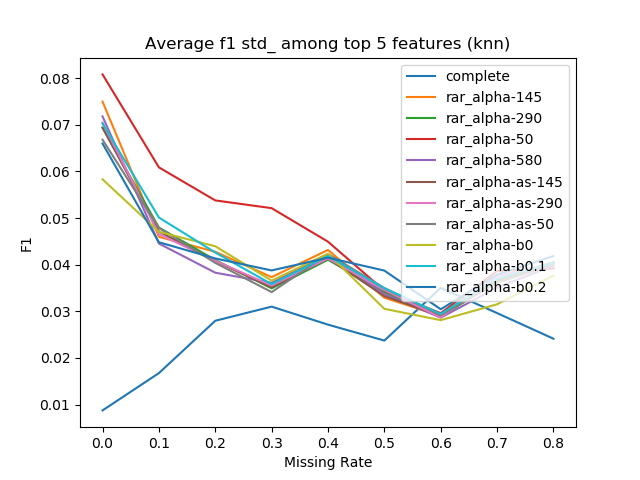 Average f1 std_ among top 5 features (knn)
0.08
0.07
0.06
0.05
0.04
0.03
0.02
0.01
F1
complete
rar_alpha-145
rar_alpha-290
rar_alpha-50
rar_alpha-580
rar_alpha-as-145
rar_alpha-as-290
rar_alpha-as-50
rar_alpha-b0
rar_alpha-b0.1
rar_alpha-b0.2
0.0 0.1 0.2 0.3 0.4 0.5 0.6 0.7 0.8
Missing Rate